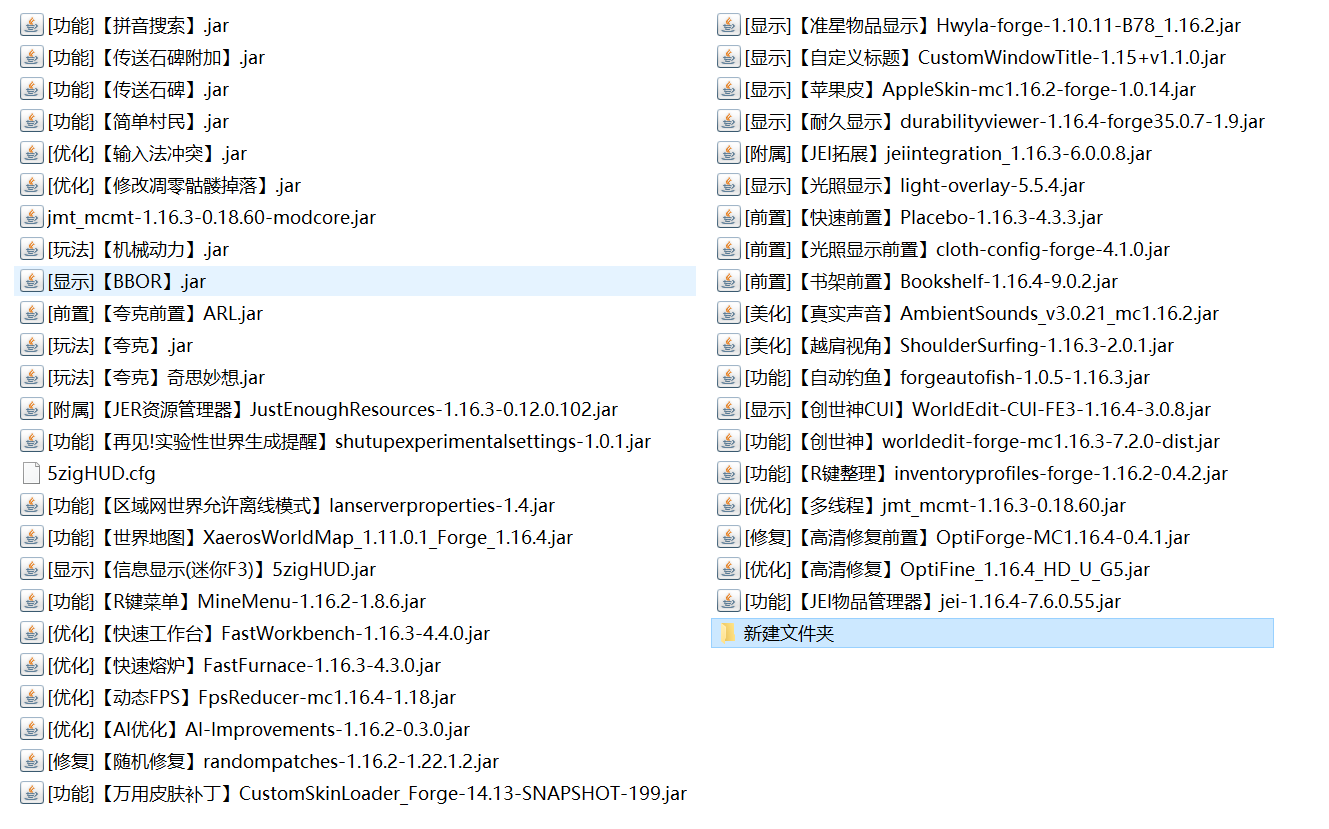 [功能]【拼音搜索】.jar
[功能]【传送石碑附加】.jar
[功能]【传送石碑】.jar
[功能]【简单村民】.jar
[优化]【输入法冲突】.jar
[优化]【修改凋零骷髅掉落】.jar
jmt_mcmt-1.16.3-0.18.60-modcore.jar
[玩法]【机械动力】.jar
[显示]【BBOR】.jar
[前置]【夸克前置】ARL.jar
[玩法]【夸克】.jar
[玩法]【夸克】奇思妙想.jar
[附属]【JER资源管理器】JustEnoughResources-1.16.3-0.12.0.102.jar
[功能]【再见!实验性世界生成提醒】shutupexperimentalsettings-1.0.1.jar
5zigHUD.cfg
[功能]【区域网世界允许离线模式】lanserverproperties-1.4.jar
[功能]【世界地图】XaerosWorldMap_1.11.0.1_Forge_1.16.4.jar
[显示]【信息显示(迷你F3)】5zigHUD.jar
[功能]【R键菜单】MineMenu-1.16.2-1.8.6.jar
[优化]【快速工作台】FastWorkbench-1.16.3-4.4.0.jar
[优化]【快速熔炉】FastFurnace-1.16.3-4.3.0.jar
[优化]【动态FPS】FpsReducer-mc1.16.4-1.18.jar
[优化]【AI优化】AI-Improvements-1.16.2-0.3.0.jar
[修复]【随机修复】randompatches-1.16.2-1.22.1.2.jar
[功能]【万用皮肤补丁】CustomSkinLoader_Forge-14.13-SNAPSHOT-199.jar
[显示]【准星物品显示】Hwyla-forge-1.10.11-B78_1.16.2.jar
[显示]【自定义标题】CustomWindowTitle-1.15+v1.1.0.jar
[显示]【苹果皮】AppleSkin-mc1.16.2-forge-1.0.14.jar
[显示]【耐久显示】durabilityviewer-1.16.4-forge35.0.7-1.9.jar
[附属]【JEI拓展】jeiintegration_1.16.3-6.0.0.8.jar
[显示]【光照显示】light-overlay-5.5.4.jar
[前置]【快速前置】Placebo-1.16.3-4.3.3.jar
[前置]【光照显示前置】cloth-config-forge-4.1.0.jar
[前置]【书架前置】Bookshelf-1.16.4-9.0.2.jar
[美化]【真实声音】AmbientSounds_v3.0.21_mc1.16.2.jar
[美化]【越肩视角】ShoulderSurfing-1.16.3-2.0.1.jar
[功能]【自动钓鱼】forgeautofish-1.0.5-1.16.3.jar
[显示]【创世神CUI】WorldEdit-CUI-FE3-1.16.4-3.0.8.jar
[功能]【创世神】worldedit-forge-mc1.16.3-7.2.0-dist.jar
[功能]【R键整理】inventoryprofiles-forge-1.16.2-0.4.2.jar
[优化]【多线程】jmt_mcmt-1.16.3-0.18.60.jar
[修复]【高清修复前置】OptiForge-MC1.16.4-0.4.1.jar
[优化]【高清修复】OptiFine_1.16.4_HD_U_G5.jar
[功能]【JEI物品管理器】jei-1.16.4-7.6.0.55.jar
新建文件夹